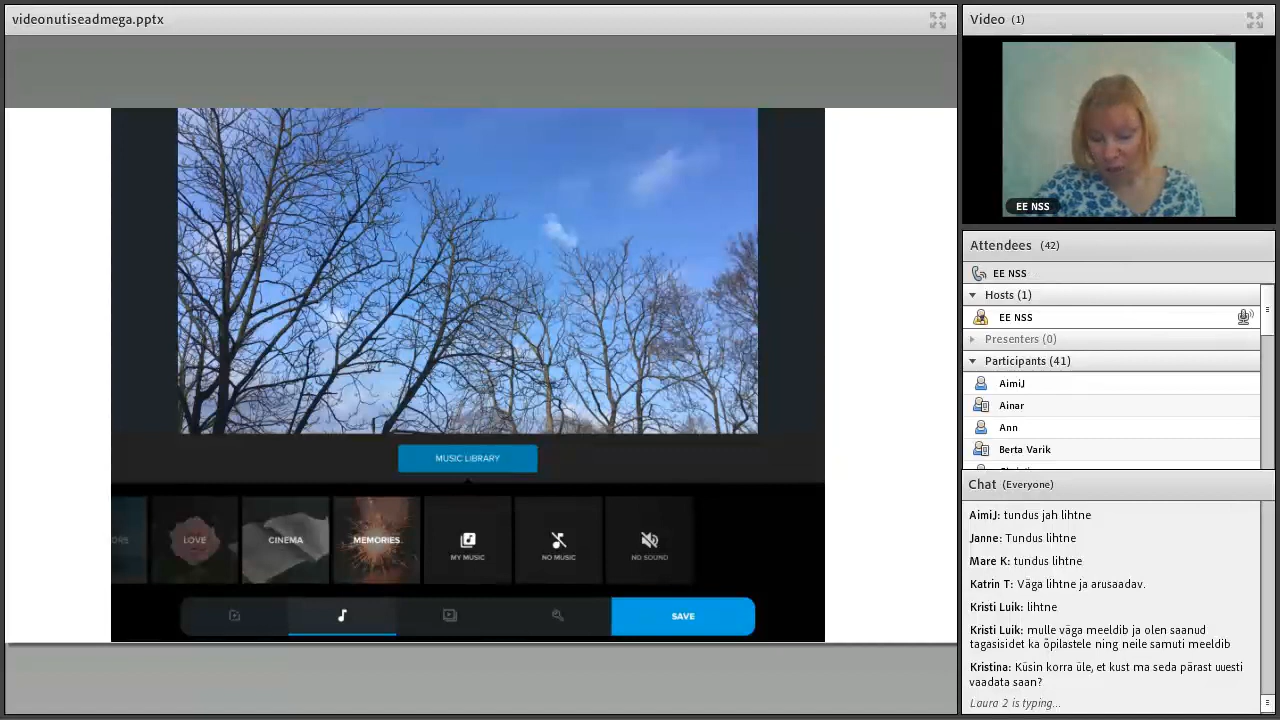 videonutiseadmega.pptx
MUSIC LIBRARY
ORS
LOVE
CINEMA
MEMORIES
MY MUSIC
NO MUSIC
NO SOUND
SAVE
Video (1)
EE NSS
Attendees (42)
EE NSS
Hosts (1)
EE NSS
Presenters (0)
Participants (41)
AimiJ
Ainar
Ann
Berta Varik
Chat (Everyone)
AimiJ: tundus jah lihtne
Janne: Tundus lihtne
Mare K: tundus lihtne
Katrin T: Väga lihtne ja arusaadav.
Kristi Luik: lihtne
Kristi Luik: mulle väga meeldib ja olen saanud
tagasisidet ka õpilastele ning neile samuti meeldib
Kristina: Küsin korra üle, et kust ma seda pärast uuesti
vaadata saan?
Laura 2 is typing...